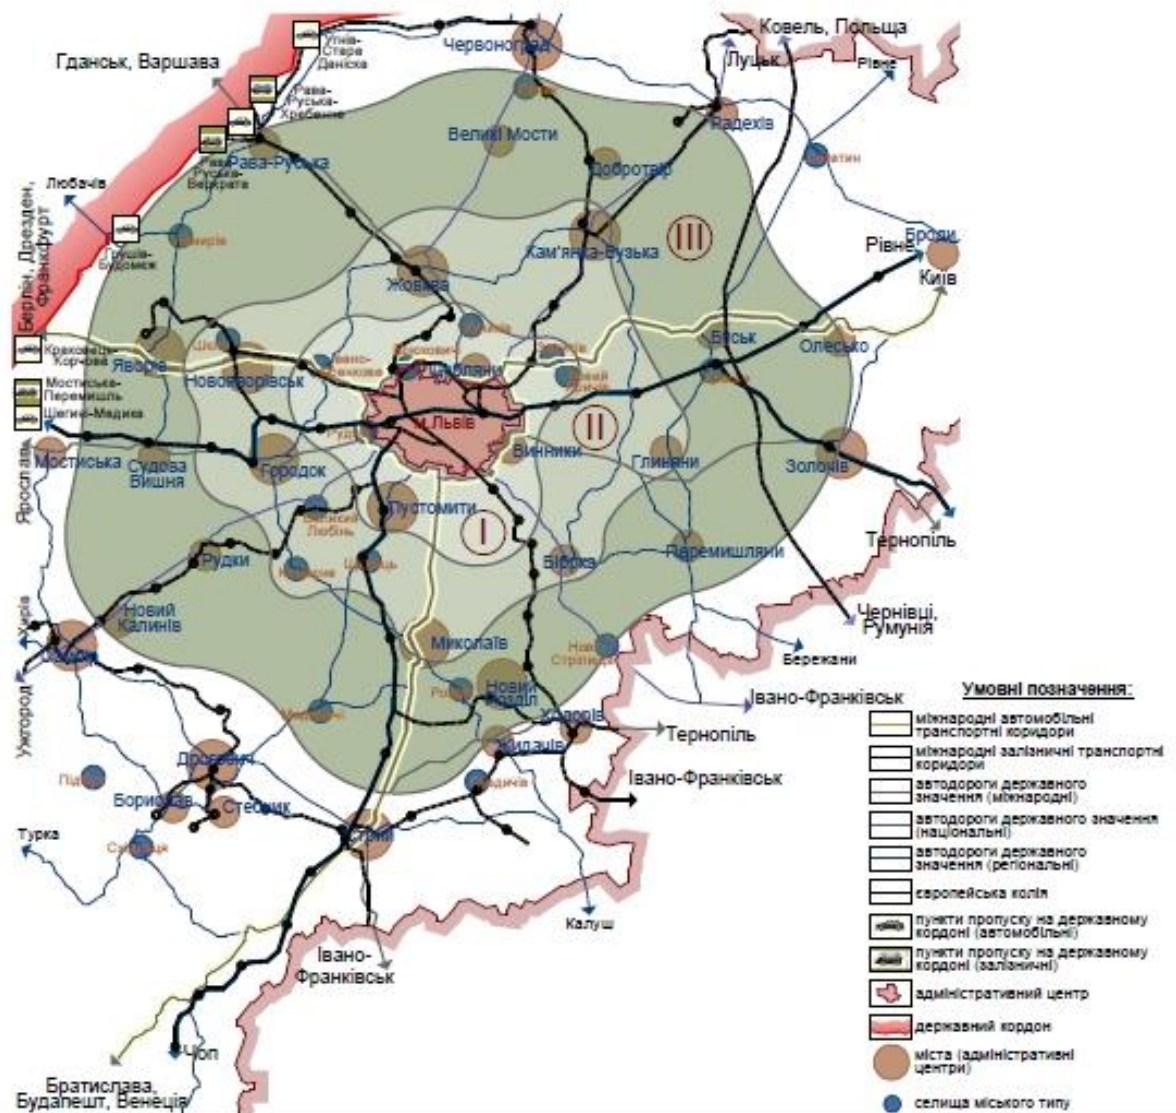 Ковель, Польща
Червоноград
Угнів-
Стара
Даніска
Гданськ, Варшава
Луцьк
Рівне
Рава-
Руська-
Хребенне
Радехів
Великі Мости
Добротвір
Рава-Руська
Рава-
Руська-
Верхрата
Любачів
Берлін, Дрезден,
Франкфурт
Грушів-
Будомєж
III
Кам'янка-Бузька
Рівне
Броди
Київ
Жовква
Краковець-
Корчова
Яворів
Новояворівськ
Дубляни
Буськ
Олесько
Мостиська-
Перемишль
Шегині-Медика
м.Львів
II
Ярослав
Мостиська
Судова
Вишня
Городок
Винники
Глиняни
Золочів
Пустомити
Великий
Любінь
I
Тернопіль
Рудки
Бібрка
Перемишляни
Хирів
Новий
Калинів
Миколаїв
Чернівці,
Румунія
Бережани
Ужгород
Новий
Розділ
Івано-Франківськ
Ходорів
Тернопіль
Жидачів
Дрогобич
Івано-Франківськ
Борислав
Стебник
Турка
Стрий
Калуш
Івано-
Франківськ
Чоп
Братислава,
Будапешт, Венеція
Умовні позначення:
міжнародні автомобільні
транспортні коридори
міжнародні залізничні транспортні
коридори
автодороги державного
значення (міжнародні)
автодороги державного значення
(національні)
автодороги державного
значення (регіональні)
європейська колія
пункти пропуску на державному
кордоні (автомобільні)
пункти пропуску на державному
кордоні (залізничні)
адміністративний центр
державний кордон
міста (адміністративні
центри)
селища міського типу